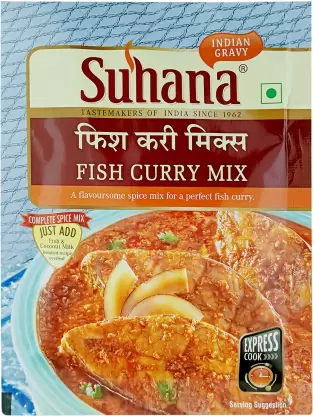 INDIAN
GRAVY
Suhana®
TASTEMAKERS OF INDIA SINCE 1962
फिश करी मिक्स
FISH CURRY MIX
A flavoursome spice mix for a perfect fish curry.
COMPLETE SPICE MIX
JUST ADD
Fish & Coconut Milk
EXPRESS
COOK
Serving Suggestion